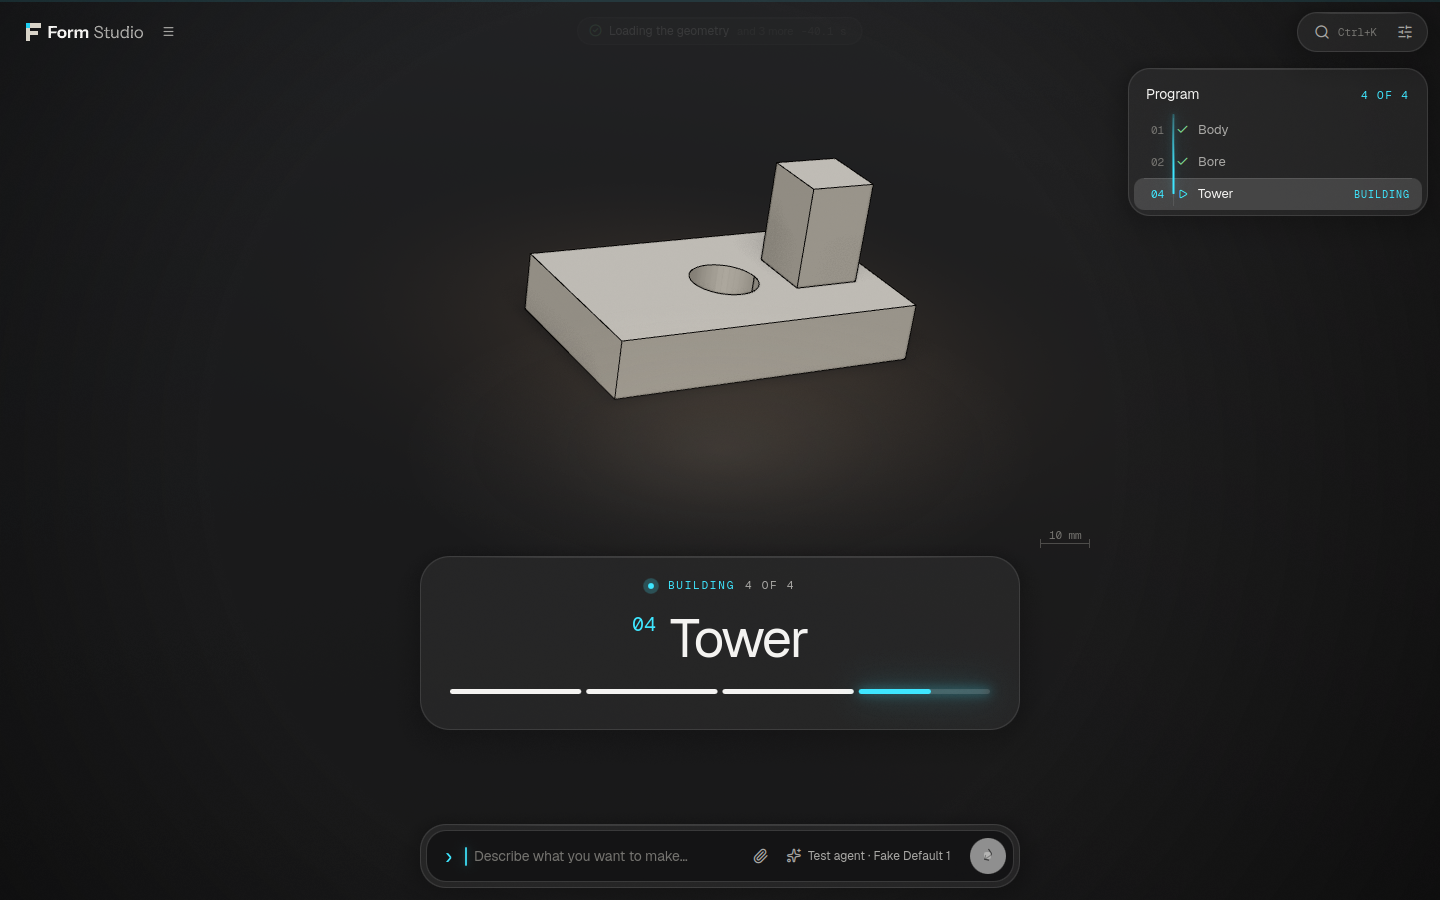 Form Studio
Loading the geometry
Ctrl+K
Program
4 OF 4
01 Body
02 Bore
04 Tower BUILDING
10 mm
BUILDING 4 OF 4
04 Tower
Describe what you want to make…
Test agent · Fake Default 1